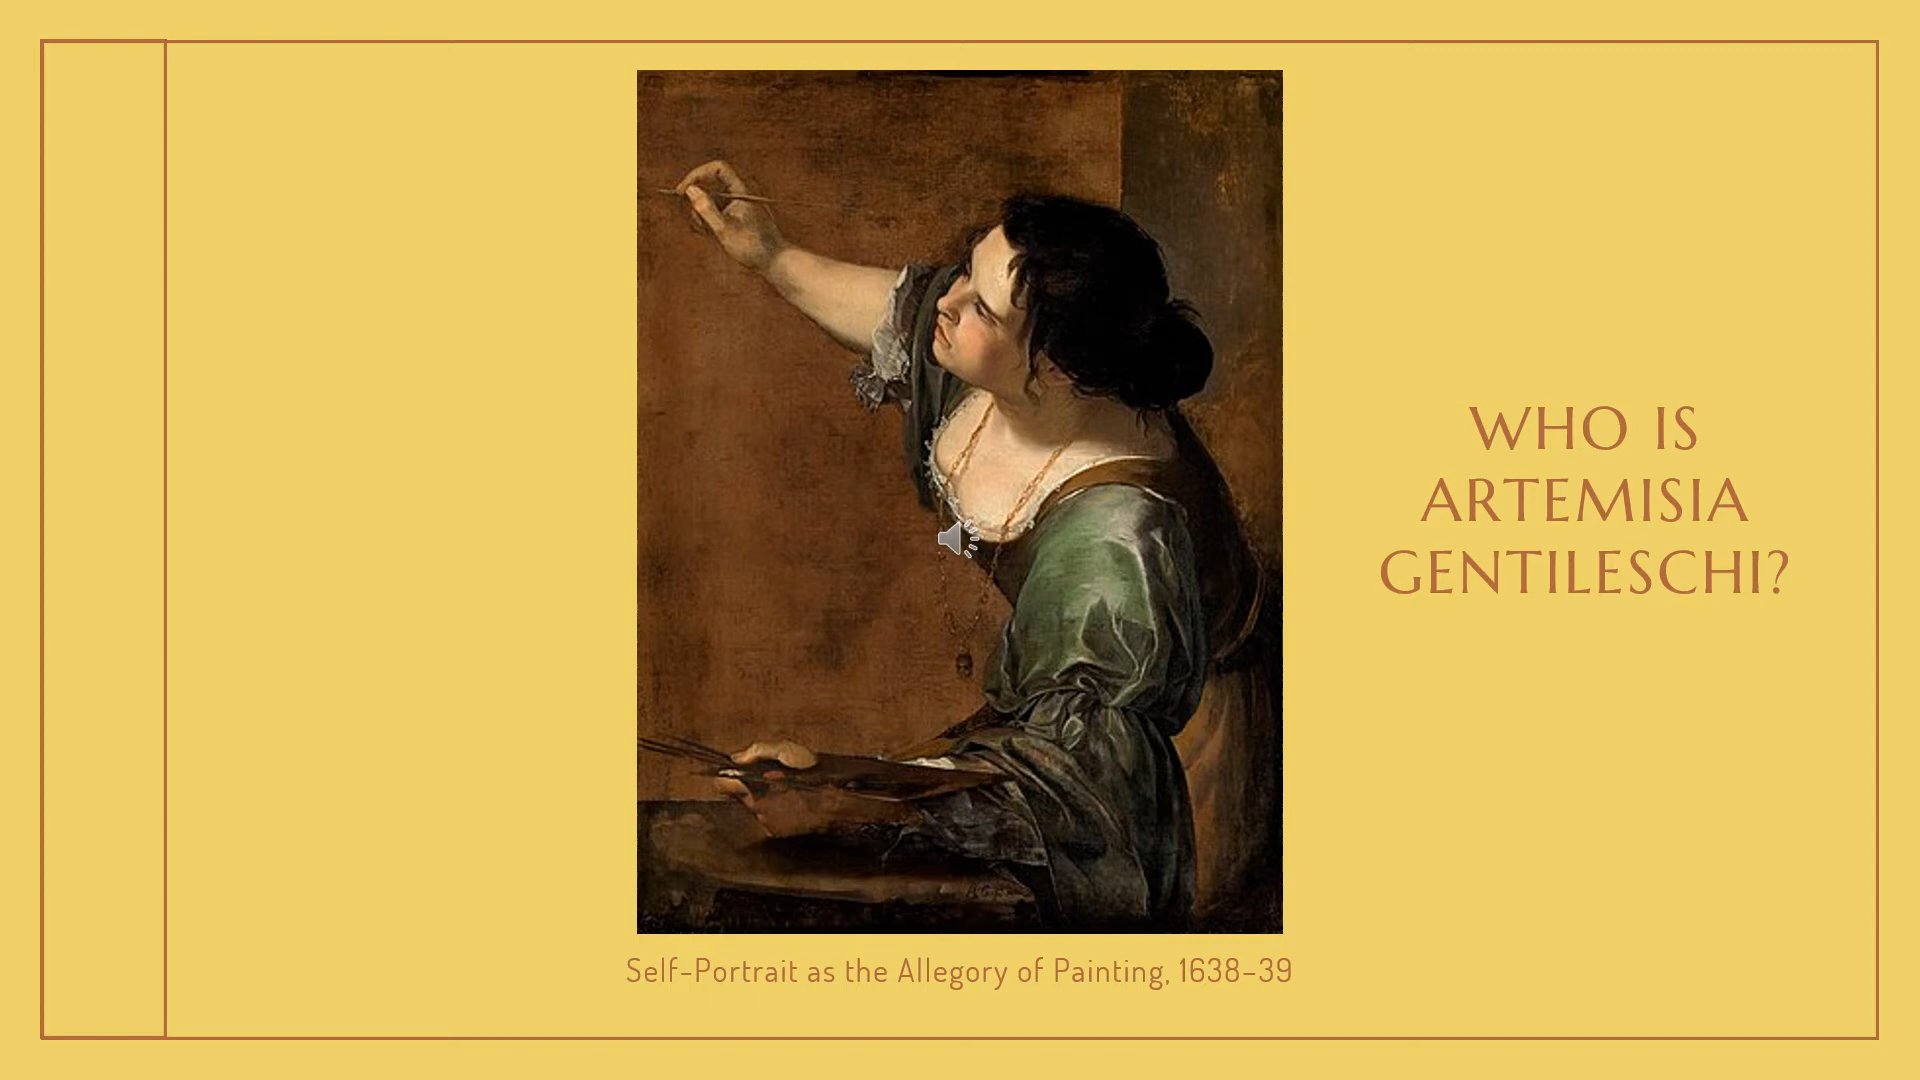 WHO IS
ARTEMISIA
GENTILESCHI?
Self-Portrait as the Allegory of Painting, 1638–39